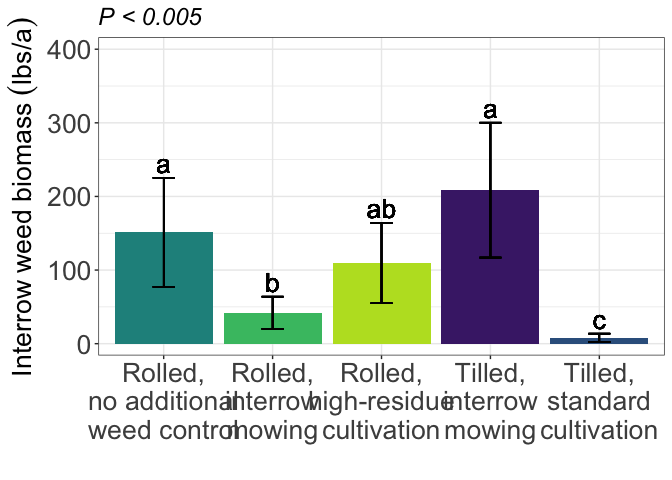 P < 0.005
Interrow weed biomass (lbs/a)
400
300
200
100
0
a
b
ab
a
c
Rolled,
no additional
weed control
Rolled,
interrow
mowing
Rolled,
high-residue
cultivation
Tilled,
interrow
mowing
Tilled,
standard
cultivation